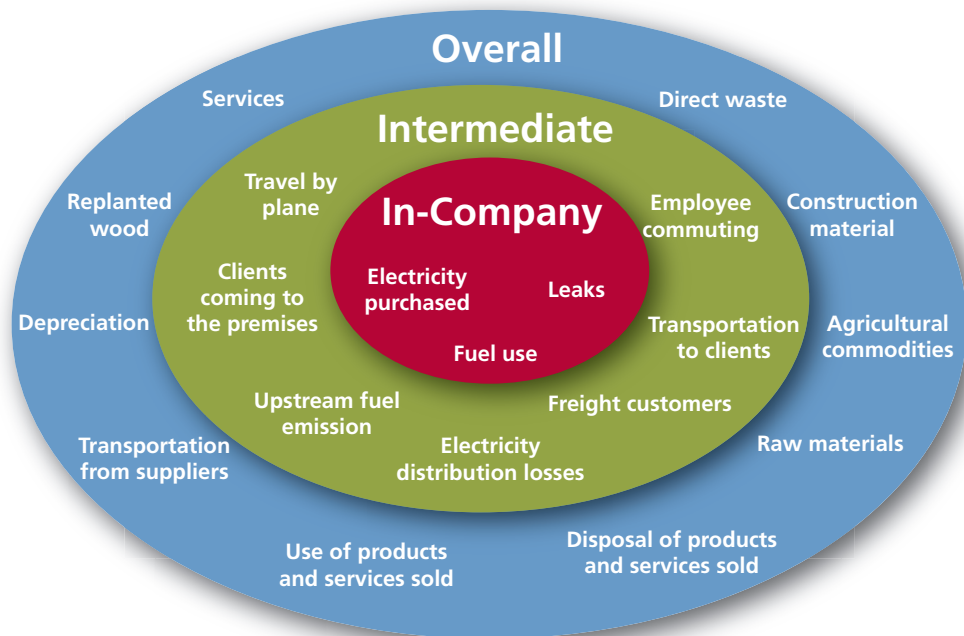 Overall
Services
Direct waste
Intermediate
Travel by
plane
Replanted
wood
In-Company
Employee
commuting
Construction
material
Clients
coming to
the premises
Electricity
purchased
Leaks
Depreciation
Transportation
to clients
Agricultural
commodities
Fuel use
Upstream fuel
emission
Freight customers
Transportation
from suppliers
Electricity
distribution losses
Raw materials
Use of products
and services sold
Disposal of products
and services sold